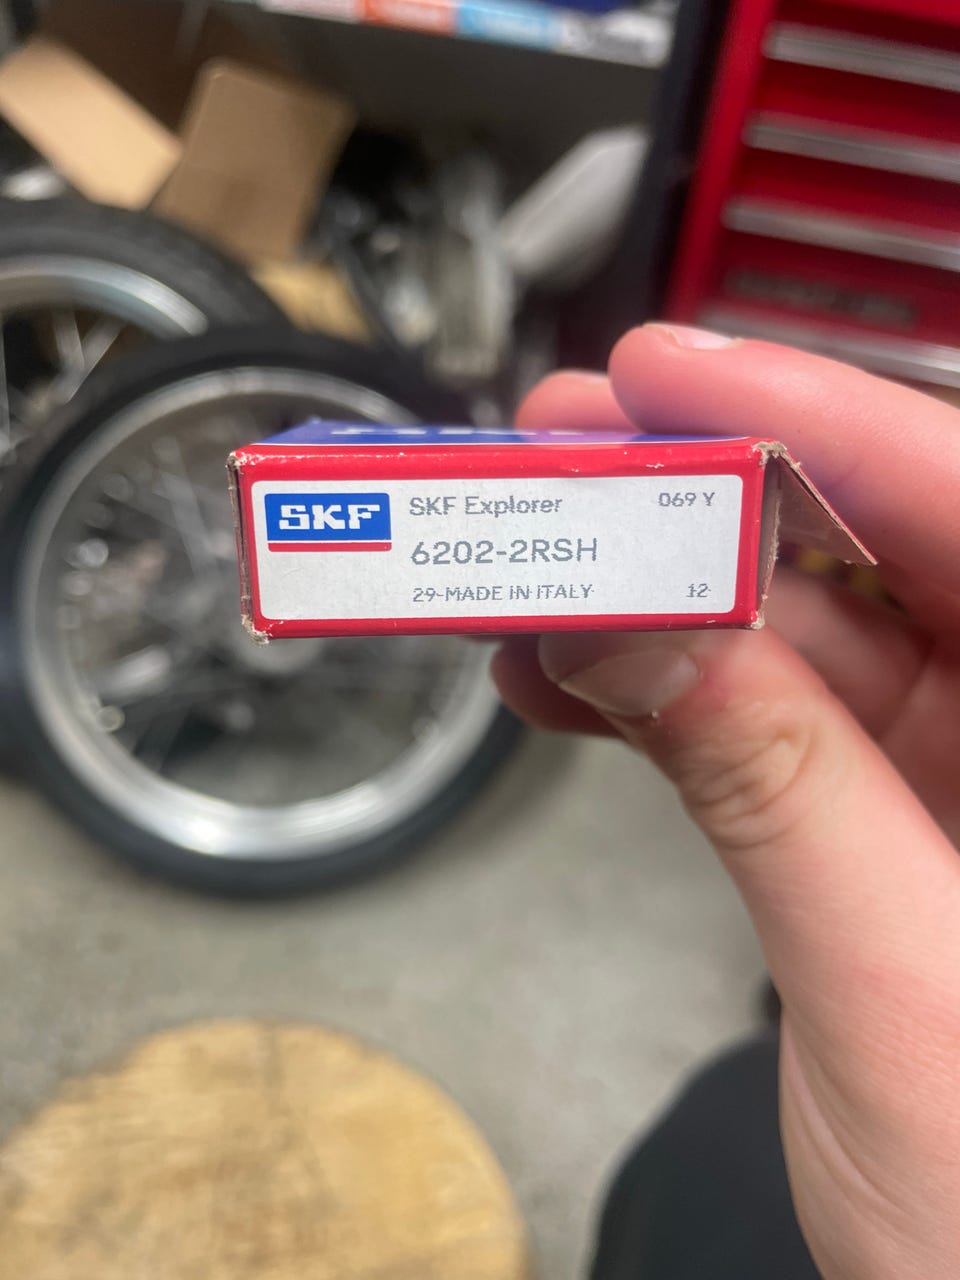 SKF
SKF Explorer 069 Y
6202-2RSH
29-MADE IN ITALY 12